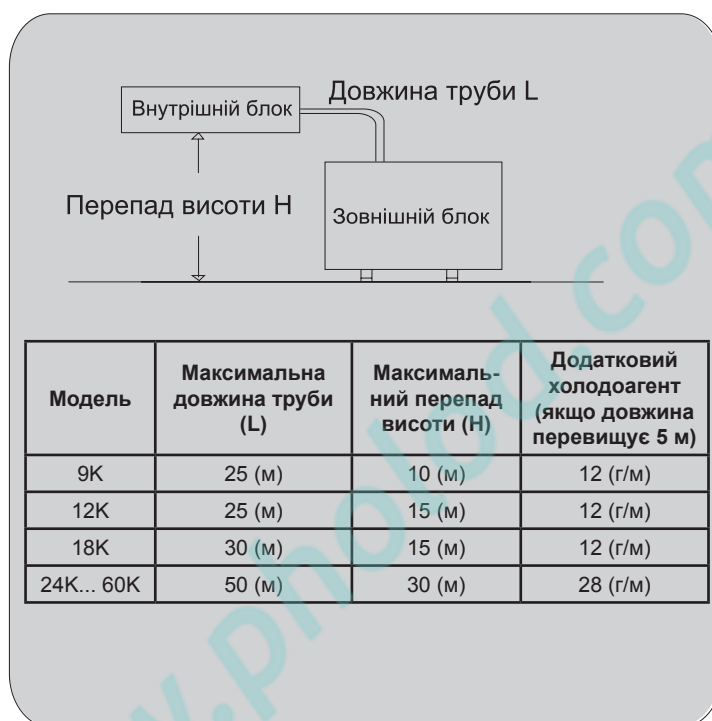 Довжина труби L
Внутрішній блок
Перепад висоти H
Зовнішній блок
Модель
Максимальна
довжина труби
(L)
Максималь-
ний перепад
висоти (H)
Додатковий
холодоагент
(якщо довжина
перевищує 5 м)
9K 25 (м) 10 (м) 12 (г/м)
12K 25 (м) 15 (м) 12 (г/м)
18K 30 (м) 15 (м) 12 (г/м)
24K... 60K 50 (м) 30 (м) 28 (г/м)
w.pholod.com